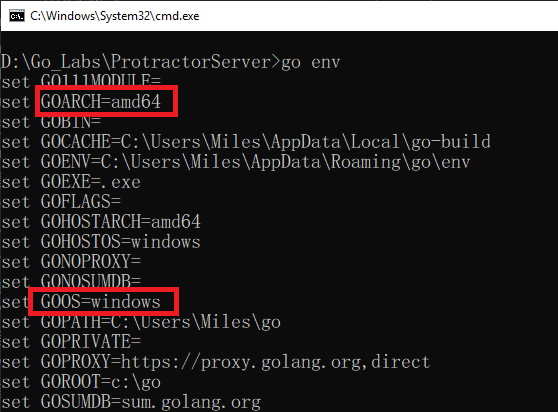 C:\Windows\System32\cmd.exe
D:\Go_Labs\ProtractorServer>go env
set GO111MODULE=
set GOARCH=amd64
set GOBIN=
set GOCACHE=C:\Users\Miles\AppData\Local\go-build
set GOENV=C:\Users\Miles\AppData\Roaming\go\env
set GOEXE=.exe
set GOFLAGS=
set GOHOSTARCH=amd64
set GOHOSTOS=windows
set GONOPROXY=
set GONOSUMDB=
set GOOS=windows
set GOPATH=C:\Users\Miles\go
set GOPRIVATE=
set GOPROXY=https://proxy.golang.org,direct
set GOROOT=c:\go
set GOSUMDB=sum.golang.org